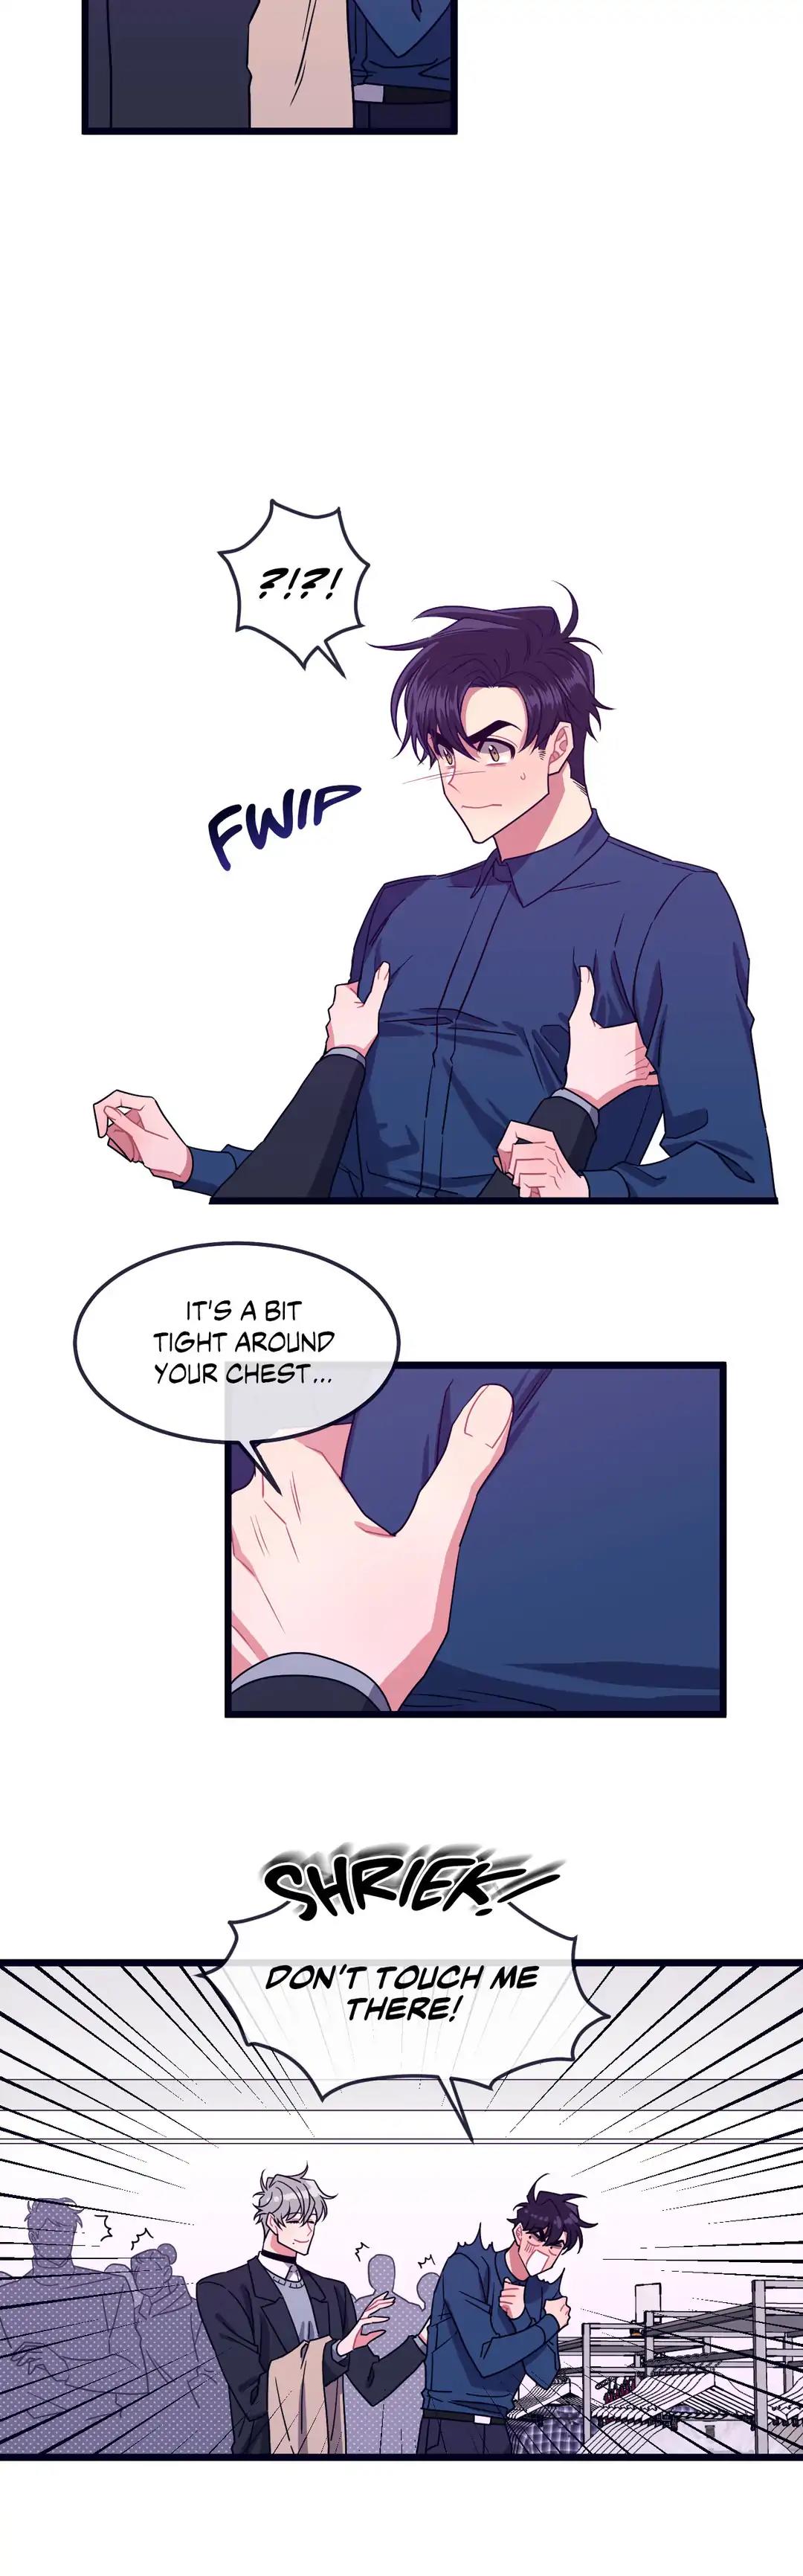 ?!?!
FWIP
IT'S A BIT
TIGHT AROUND
YOUR CHEST...
SHRIEK!
DON'T TOUCH ME
THERE!